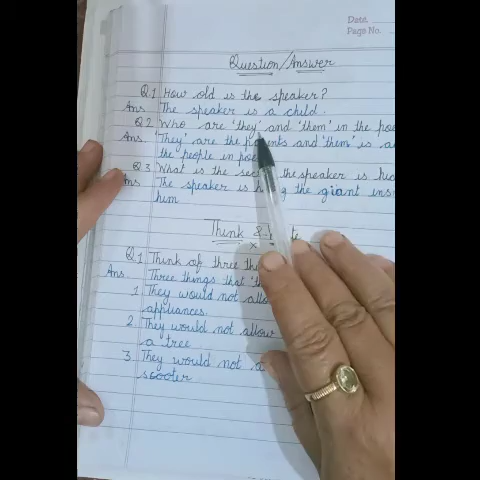 Date
Page No.
Question/Answer
Q.1 How old is the speaker?
Ans The speaker is a child.
Q2. Who are 'they' and 'them' in the
Ans. 'They' are the and 'them' is
the people in
Q.3 What is the the speaker is
Ans The speaker is the giant
him
Think
Q.1 Think of three
Ans. Three things that
1. They would not
appliances.
2. They would not allow
a tree.
3. They would not
scooter